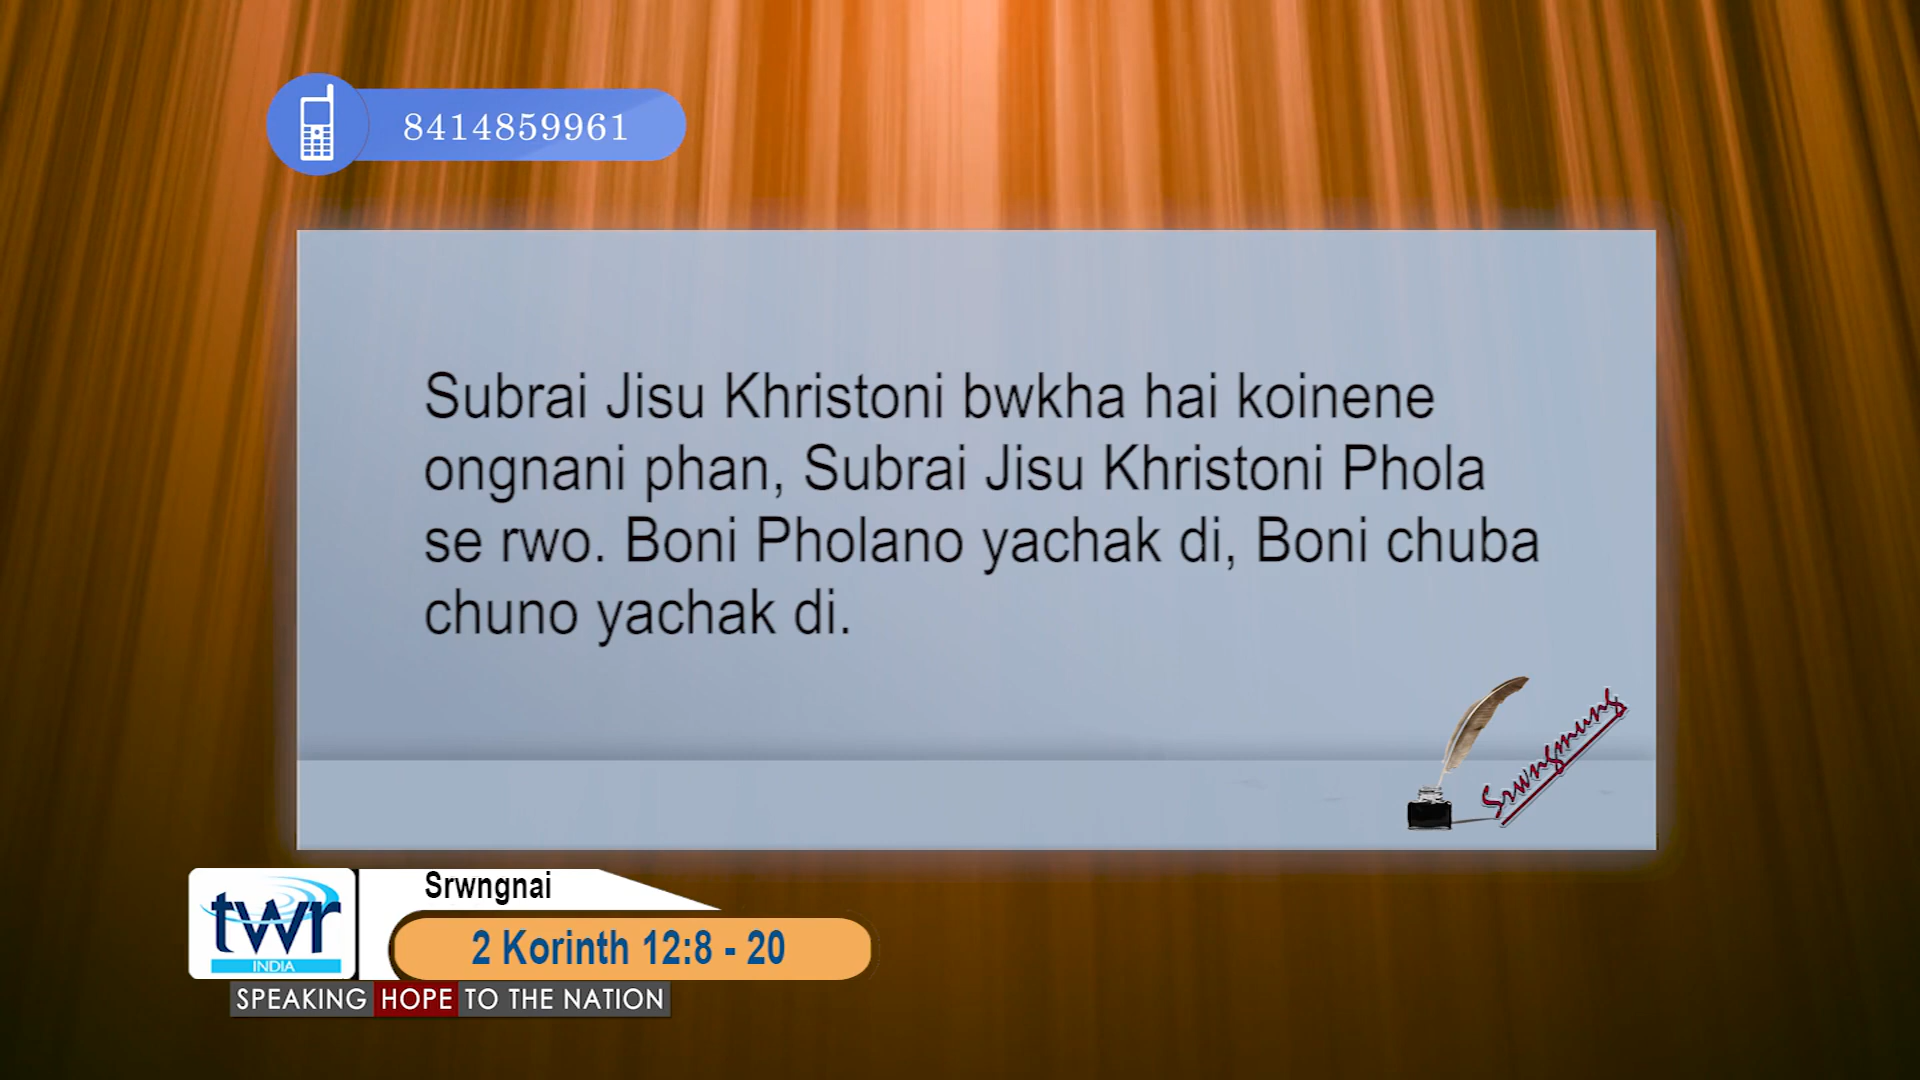 8414859961
Subrai Jisu Khristoni bwkha hai koinene
ongnani phan, Subrai Jisu Khristoni Phola
se rwo. Boni Pholano yachak di, Boni chuba
chuno yachak di.
Srwngmung
Srwngnai
twr
INDIA
2 Korinth 12:8 - 20
SPEAKING HOPE TO THE NATION